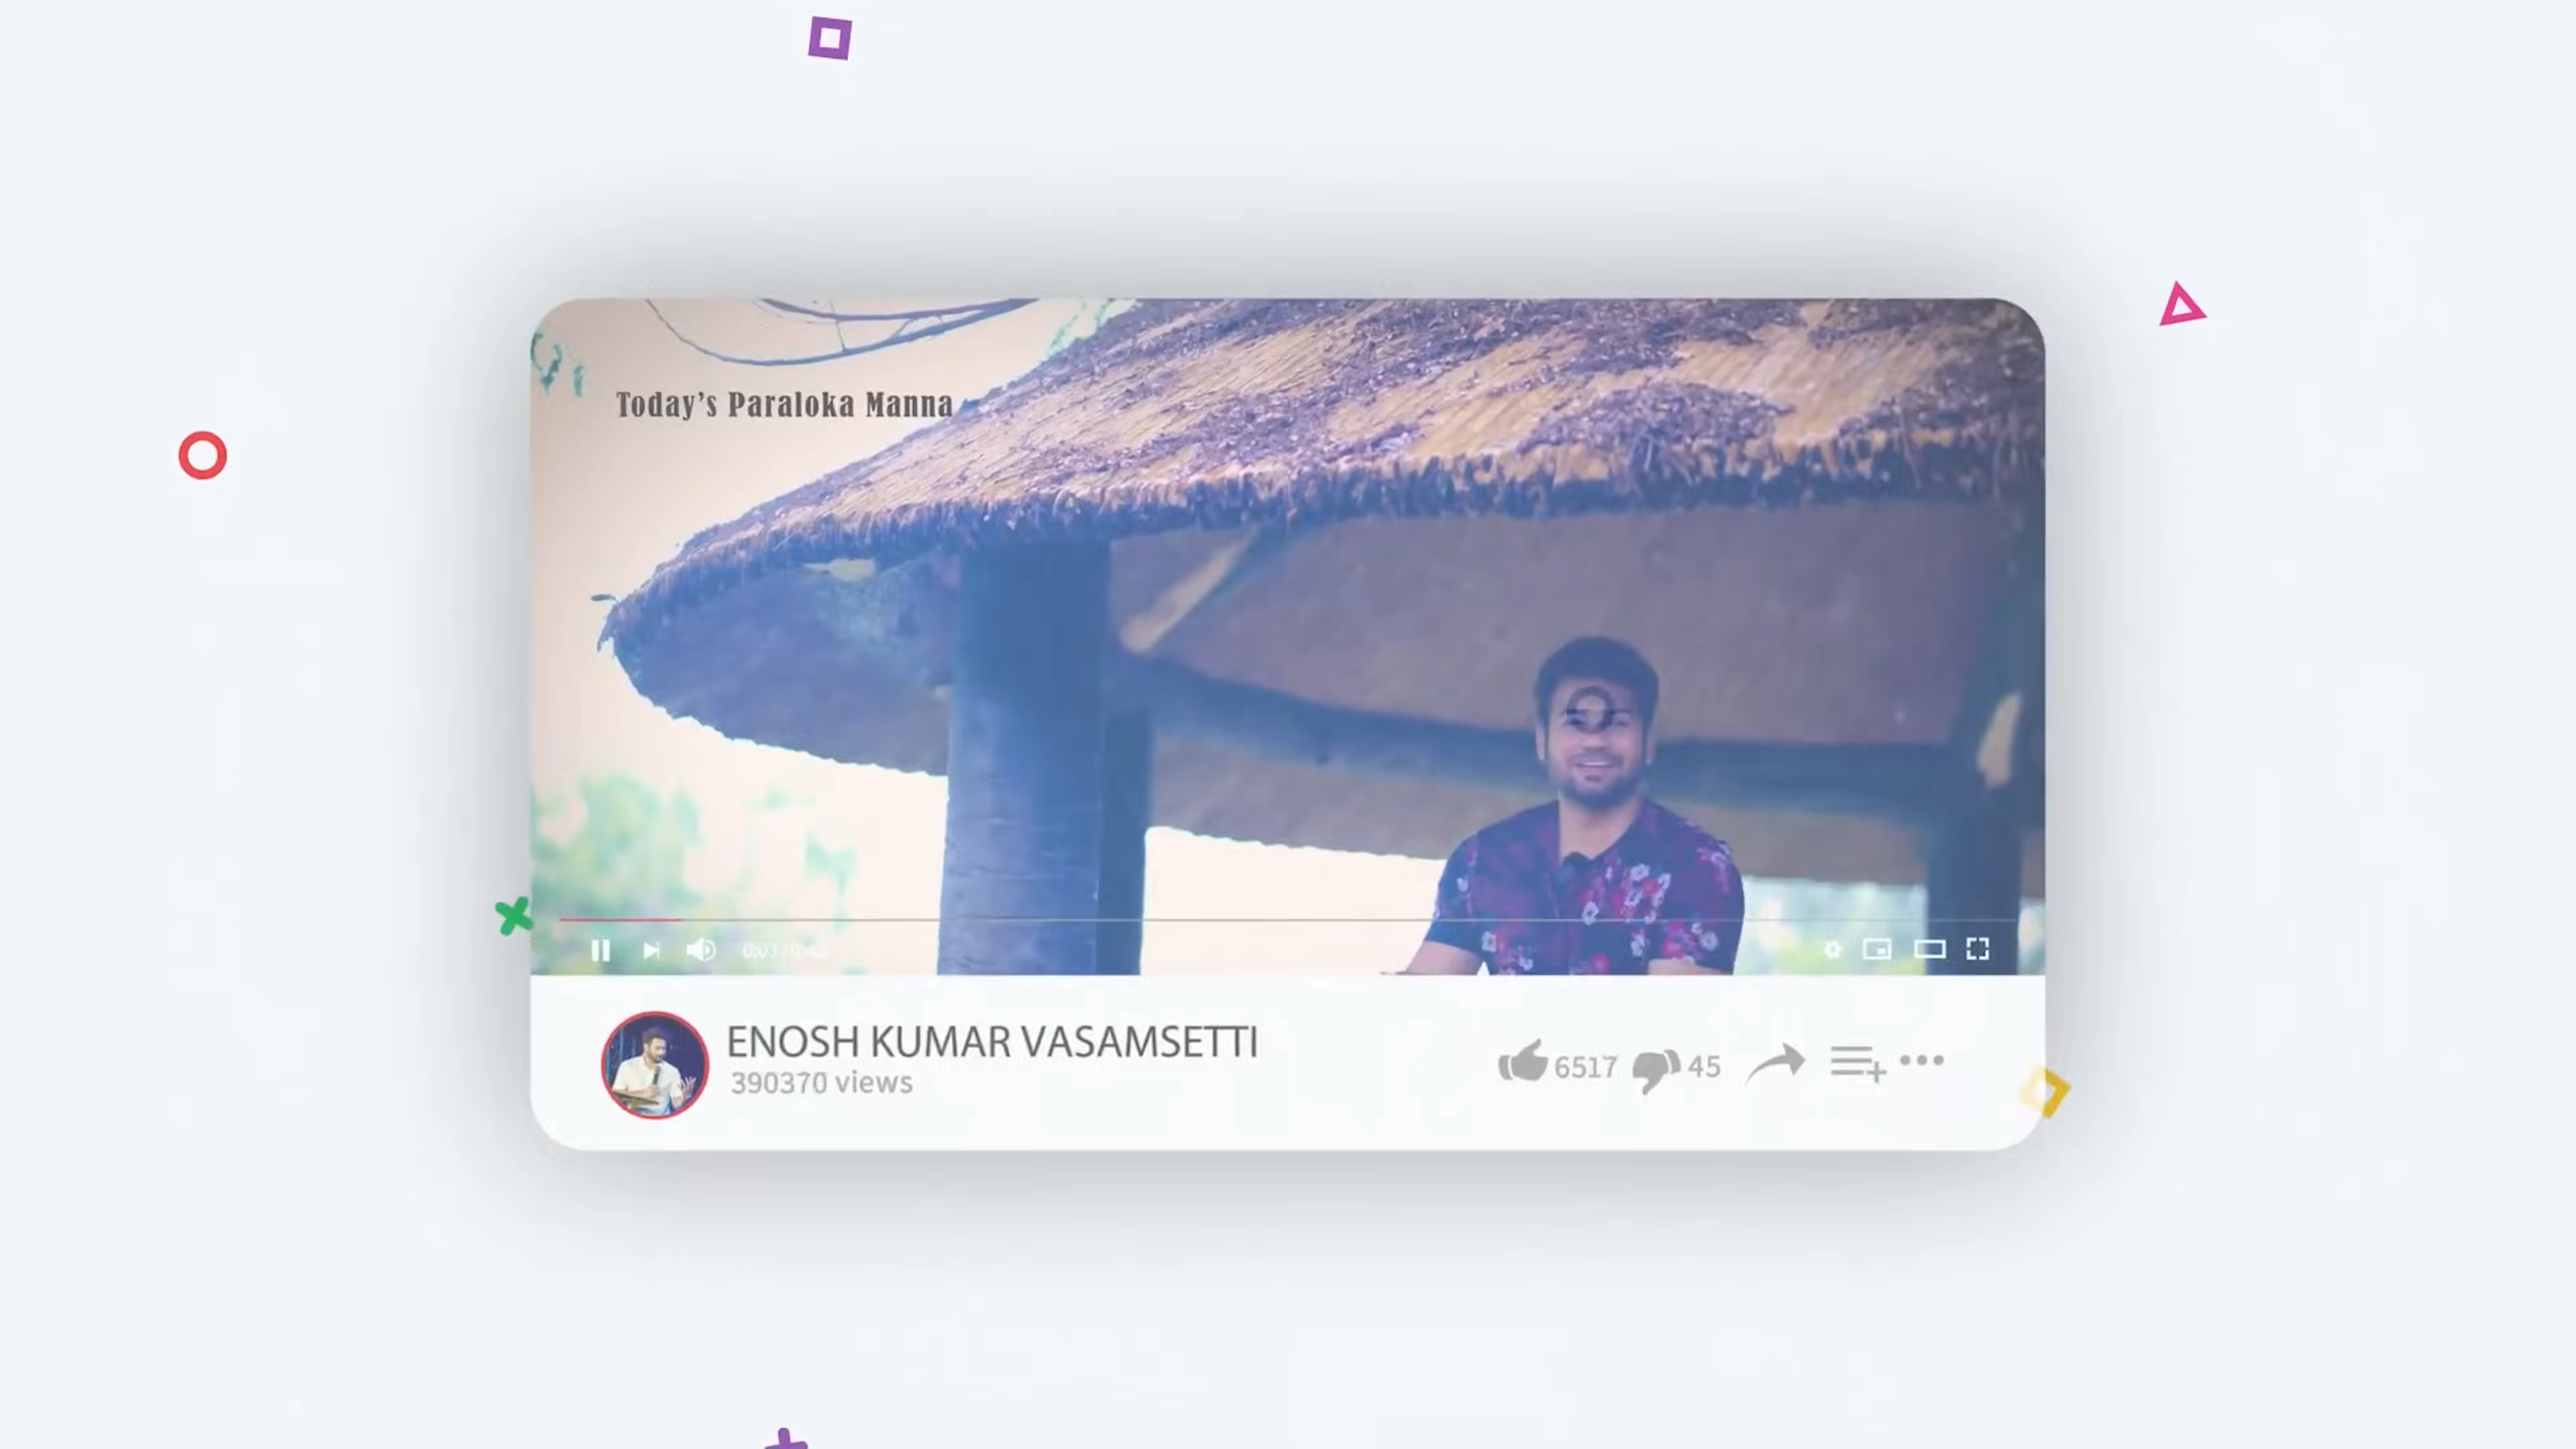 Today's Paraloka Manna
ENOSH KUMAR VASAMSETTI
390370 views
6517
45